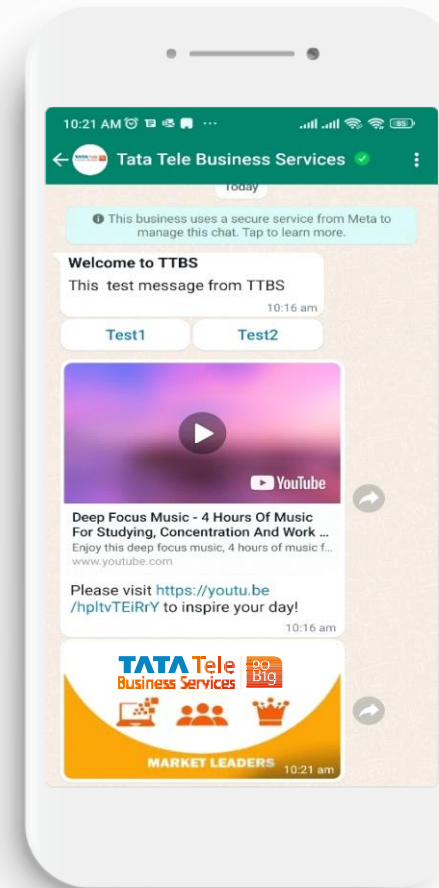 10:21 AM
85
Tata Tele Business Services
Today
This business uses a secure service from Meta to
manage this chat. Tap to learn more.
Welcome to TTBS
This test message from TTBS
10:16 am
Test1
Test2
YouTube
Deep Focus Music - 4 Hours Of Music
For Studying, Concentration And Work ...
Enjoy this deep focus music, 4 hours of music f...
www.youtube.com
Please visit https://youtu.be
/hpltvTEiRrY to inspire your day!
10:16 am
TATA Tele
Business Services
DO
B1g
MARKET LEADERS
10:21 am